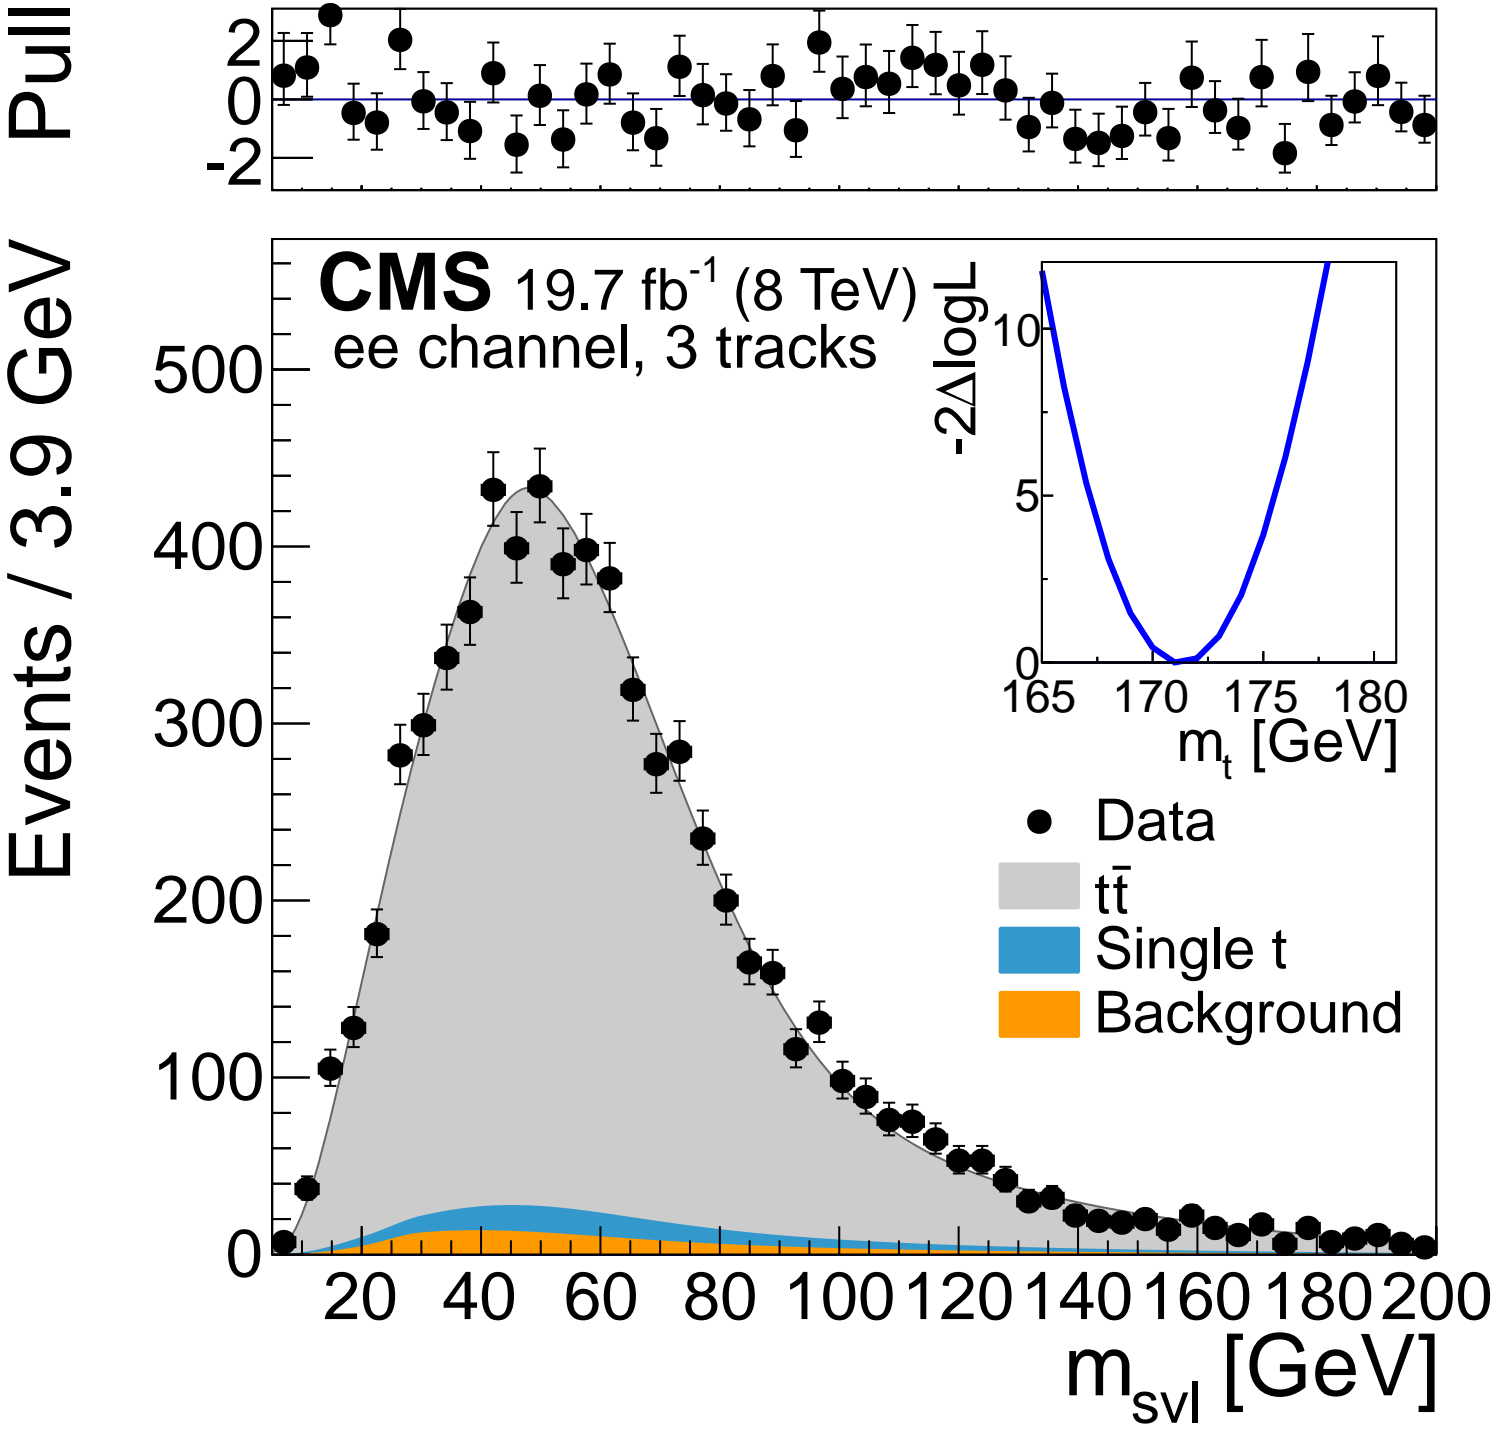 Pull
2
0
-2
Events / 3.9 GeV
CMS 19.7 fb⁻¹ (8 TeV)
ee channel, 3 tracks
500
400
300
200
100
0
20 40 60 80 100 120 140 160 180 200
m_svl [GeV]
-2ΔlogL
10
5
0
165 170 175 180
m_t [GeV]
Data
tt̄
Single t
Background